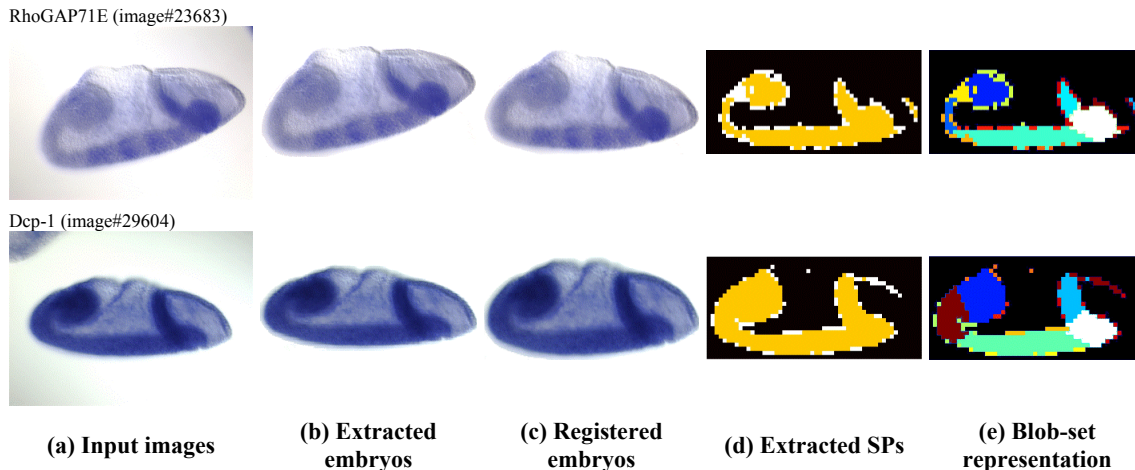 RhoGAP71E (image#23683)
Dcp-1 (image#29604)
(a) Input images
(b) Extracted
embryos
(c) Registered
embryos
(d) Extracted SPs
(e) Blob-set
representation